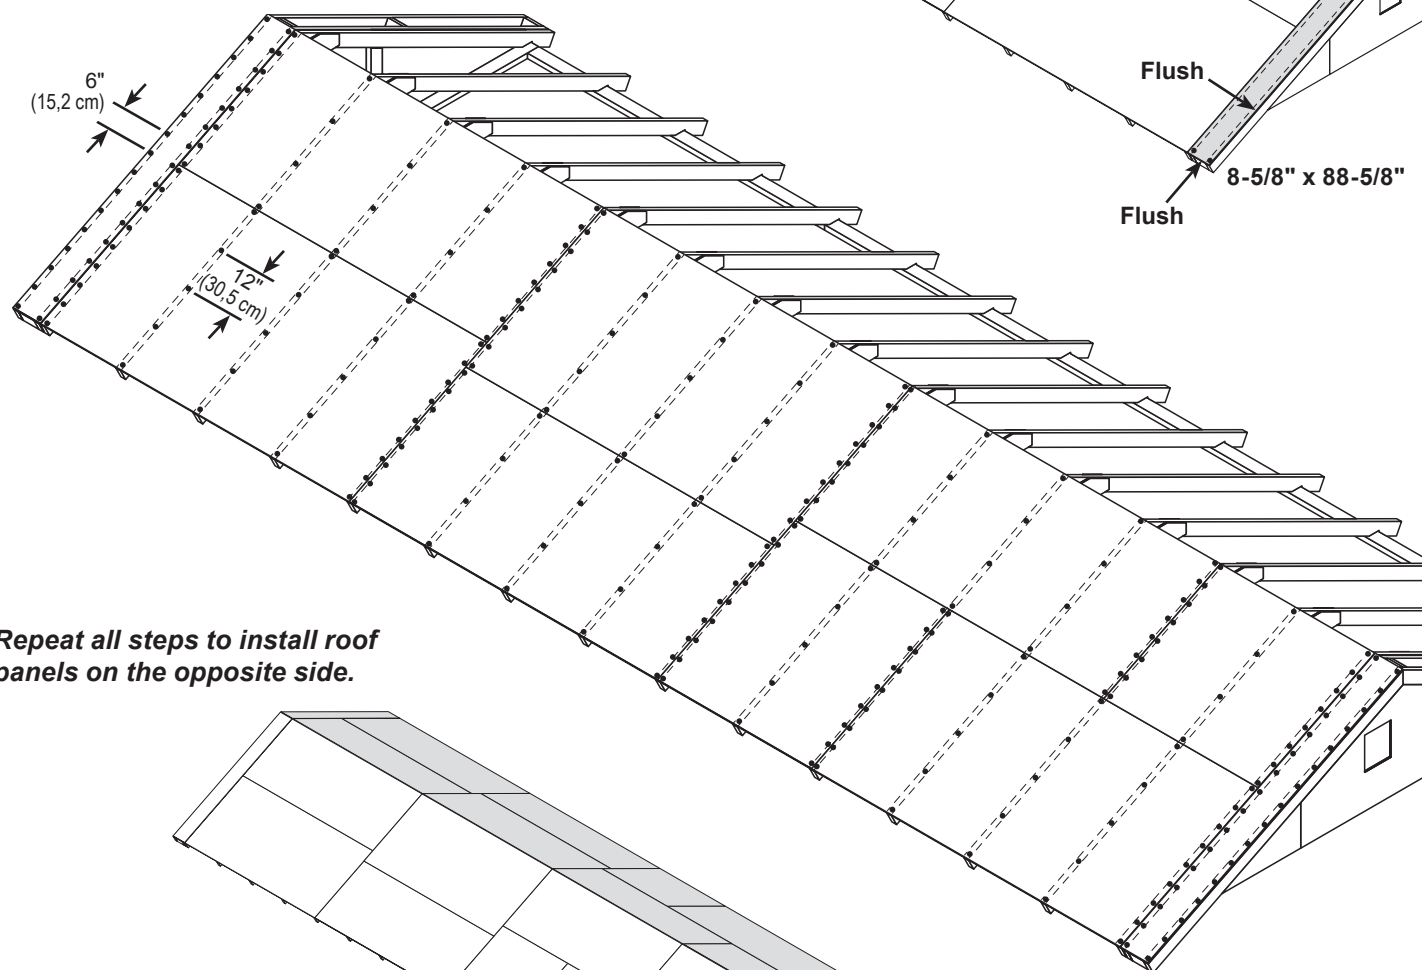 6"
(15,2 cm)
Flush
8-5/8" x 88-5/8"
Flush
12"
(30,5 cm)
Repeat all steps to install roof
panels on the opposite side.